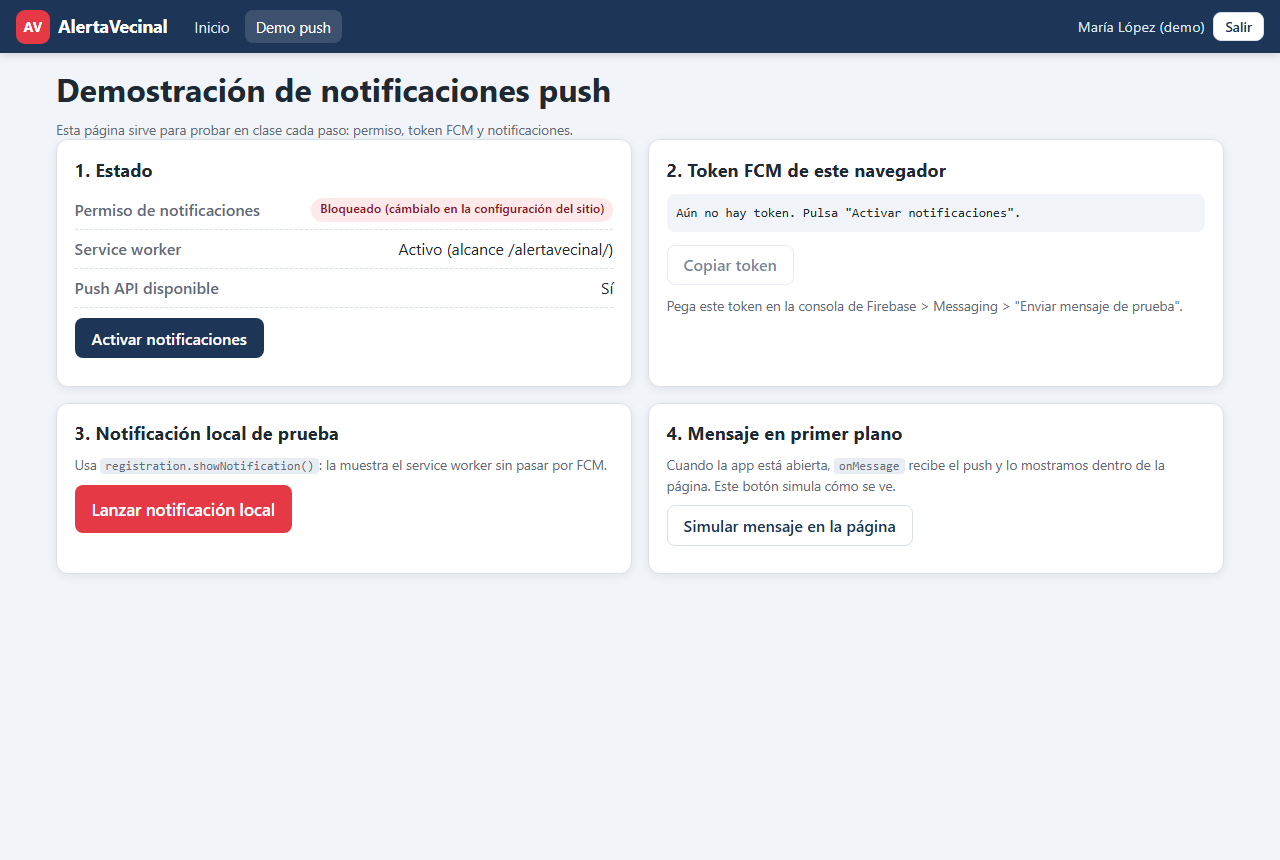 AV AlertaVecinal Inicio Demo push María López (demo) Salir
Demostración de notificaciones push
Esta página sirve para probar en clase cada paso: permiso, token FCM y notificaciones.
1. Estado
Permiso de notificaciones Bloqueado (cámbialo en la configuración del sitio)
Service worker Activo (alcance /alertavecinal/)
Push API disponible Sí
Activar notificaciones
2. Token FCM de este navegador
Aún no hay token. Pulsa "Activar notificaciones".
Copiar token
Pega este token en la consola de Firebase > Messaging > "Enviar mensaje de prueba".
3. Notificación local de prueba
Usa registration.showNotification(): la muestra el service worker sin pasar por FCM.
Lanzar notificación local
4. Mensaje en primer plano
Cuando la app está abierta, onMessage recibe el push y lo mostramos dentro de la
página. Este botón simula cómo se ve.
Simular mensaje en la página